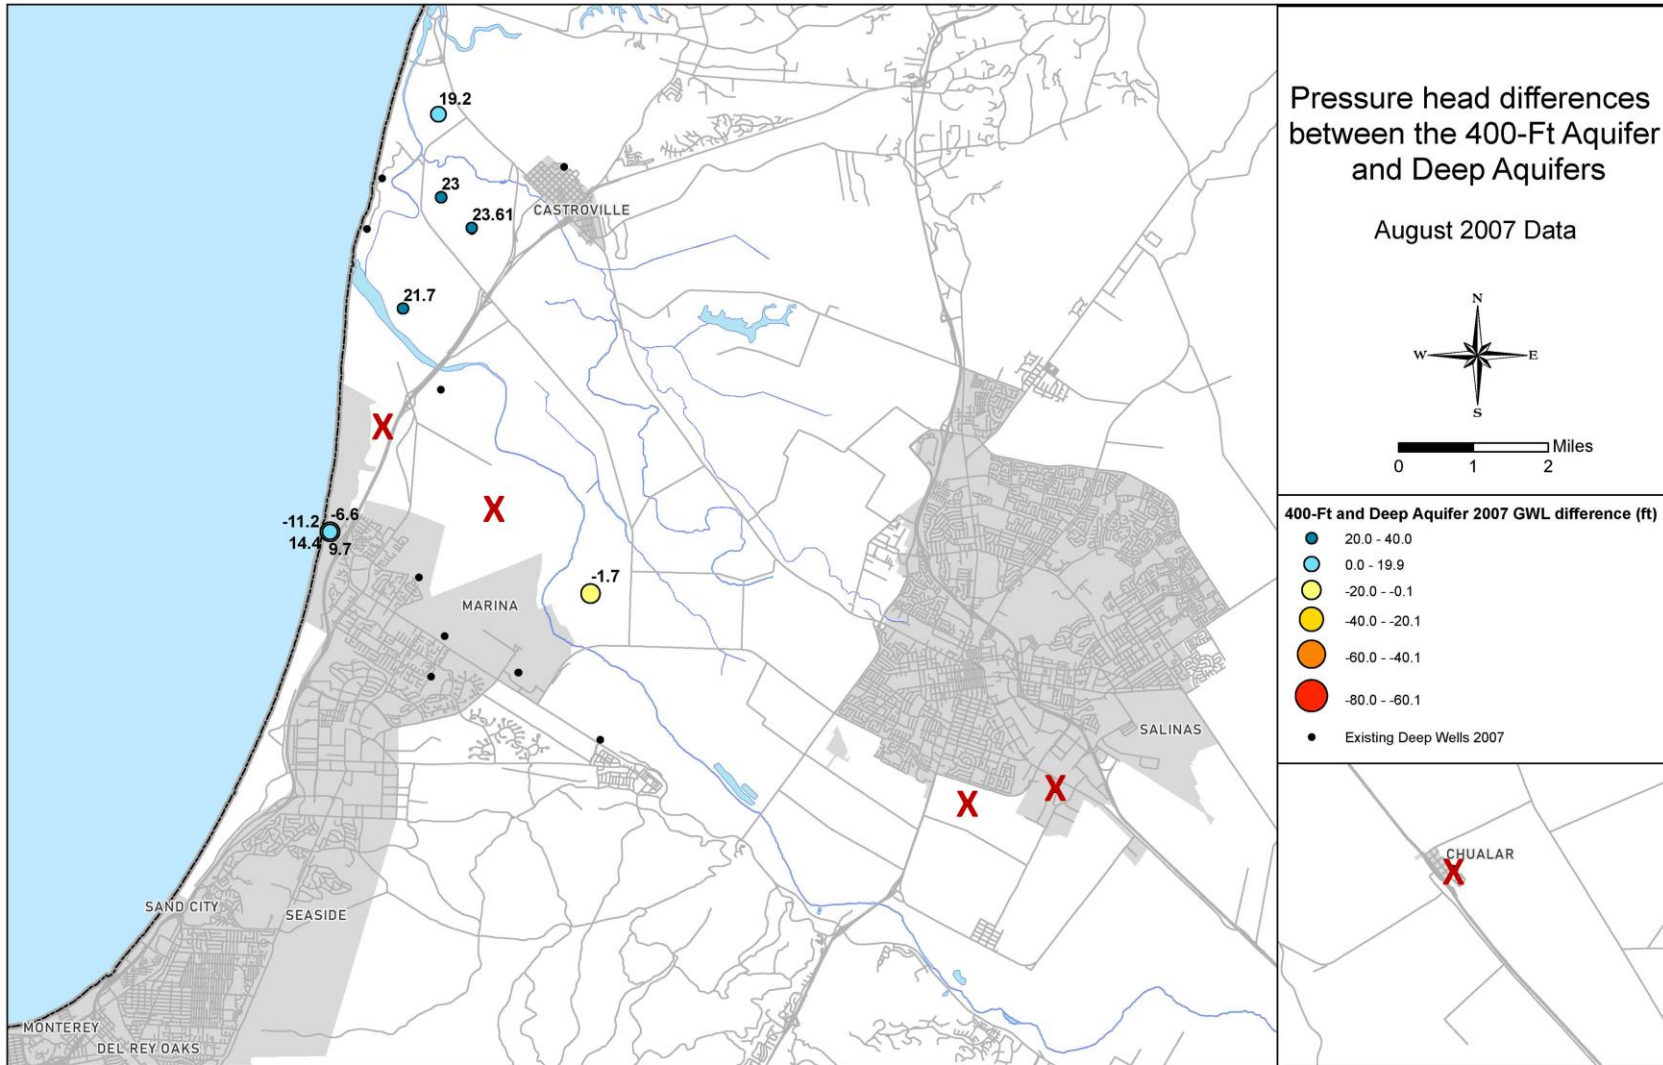 Pressure head differences
between the 400-Ft Aquifer
and Deep Aquifers
August 2007 Data
N
W
E
S
Miles
0
1
2
400-Ft and Deep Aquifer 2007 GWL difference (ft)
20.0 - 40.0
0.0 - 19.9
-20.0 - -0.1
-40.0 - -20.1
-60.0 - -40.1
-80.0 - -60.1
Existing Deep Wells 2007
19.2
23
23.61
CASTROVILLE
21.7
X
X
-11.2
-6.6
14.4
9.7
-1.7
MARINA
SALINAS
X
X
CHUALAR
X
SAND CITY
SEASIDE
MONTEREY
DEL REY OAKS